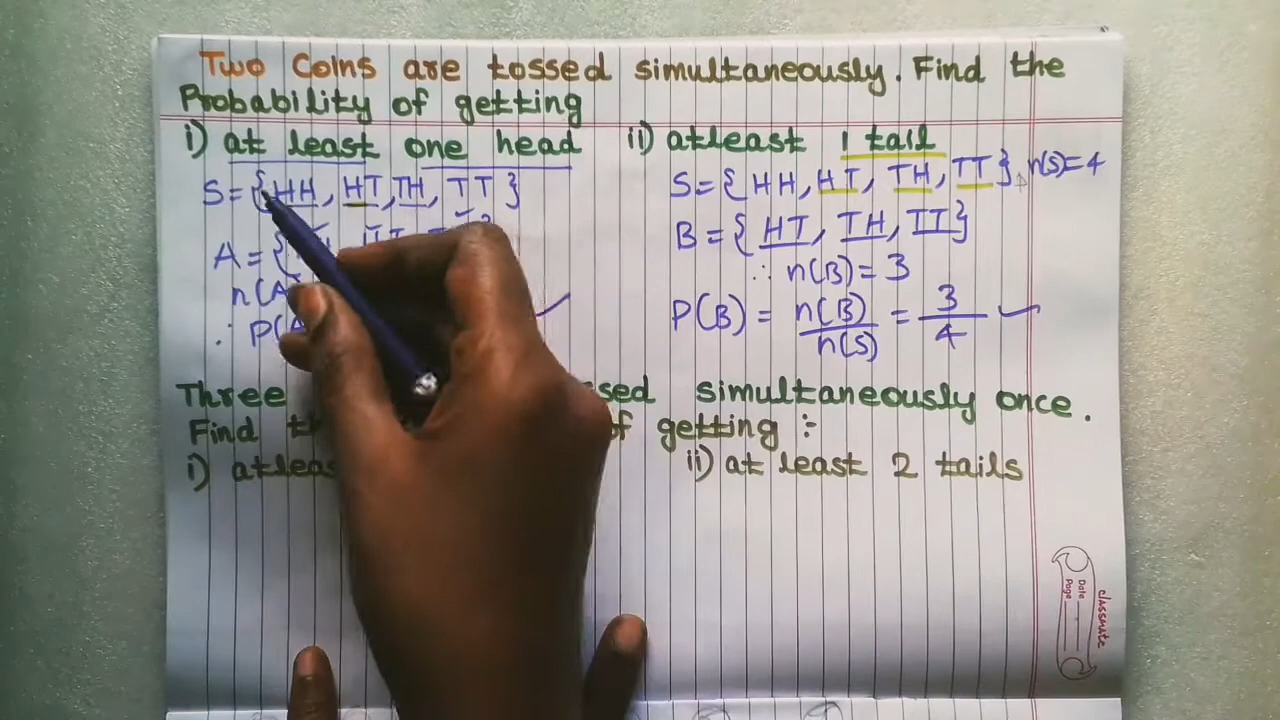 Two Coins are tossed simultaneously. Find the
Probability of getting
i) at least one head
S = {HH, HT, TH, TT}
A = {
n(A
∴ P(A
ii) atleast 1 tail
S = {HH, HT, TH, TT}, n(S) = 4
B = {HT, TH, TT}
∴ n(B) = 3
P(B) = n(B)/n(S) = 3/4
Three sed simultaneously once.
Find of getting :
i) atleas
ii) at least 2 tails
classmate
Date
Page